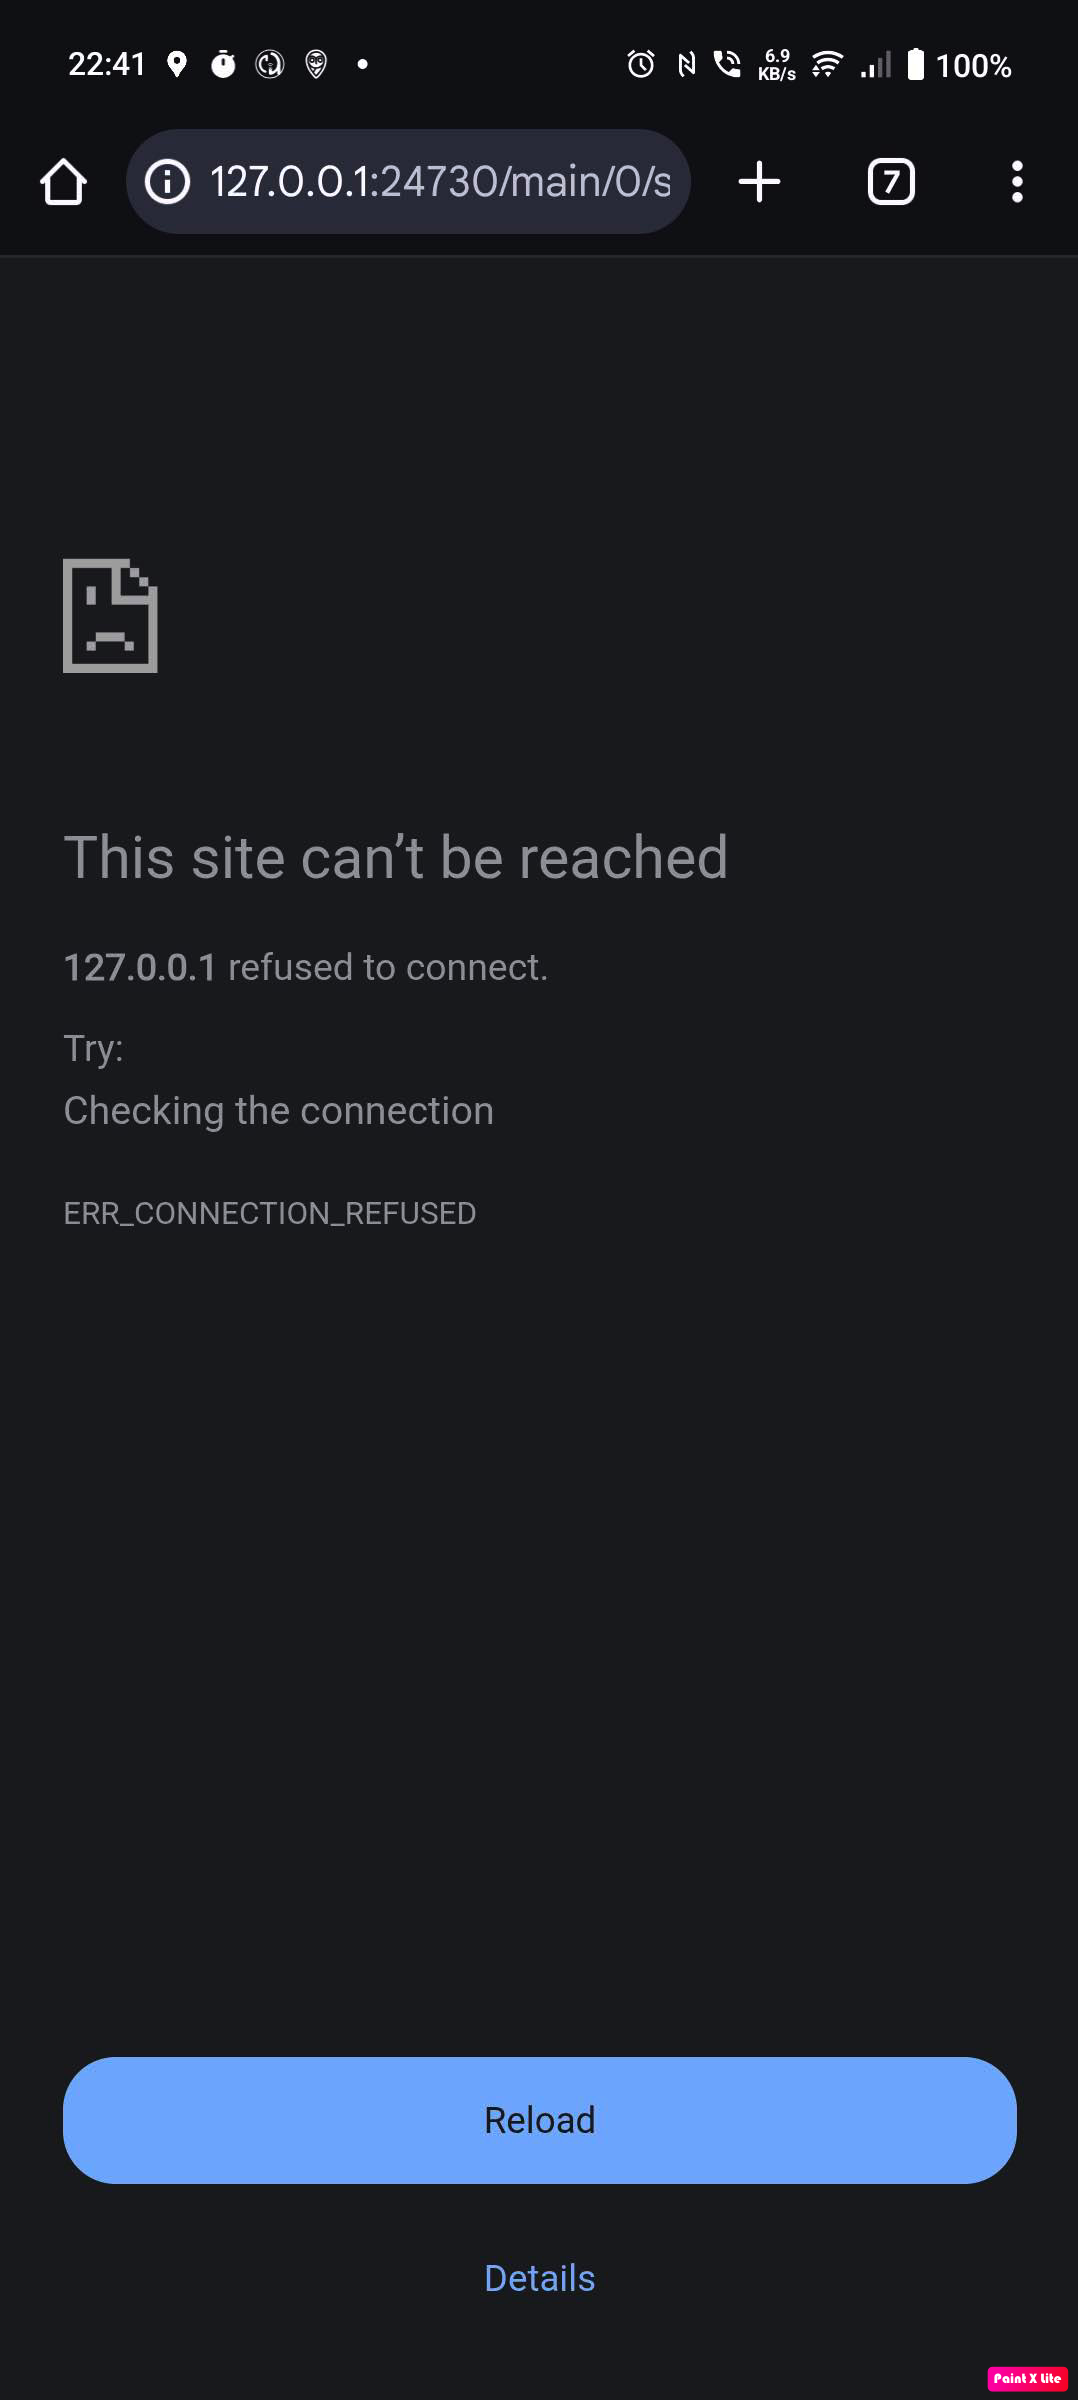 22:41
6.9
KB/s
100%
127.0.0.1:24730/main/0/s
7
This site can’t be reached
127.0.0.1 refused to connect.
Try:
Checking the connection
ERR_CONNECTION_REFUSED
Reload
Details
Paint X Lite